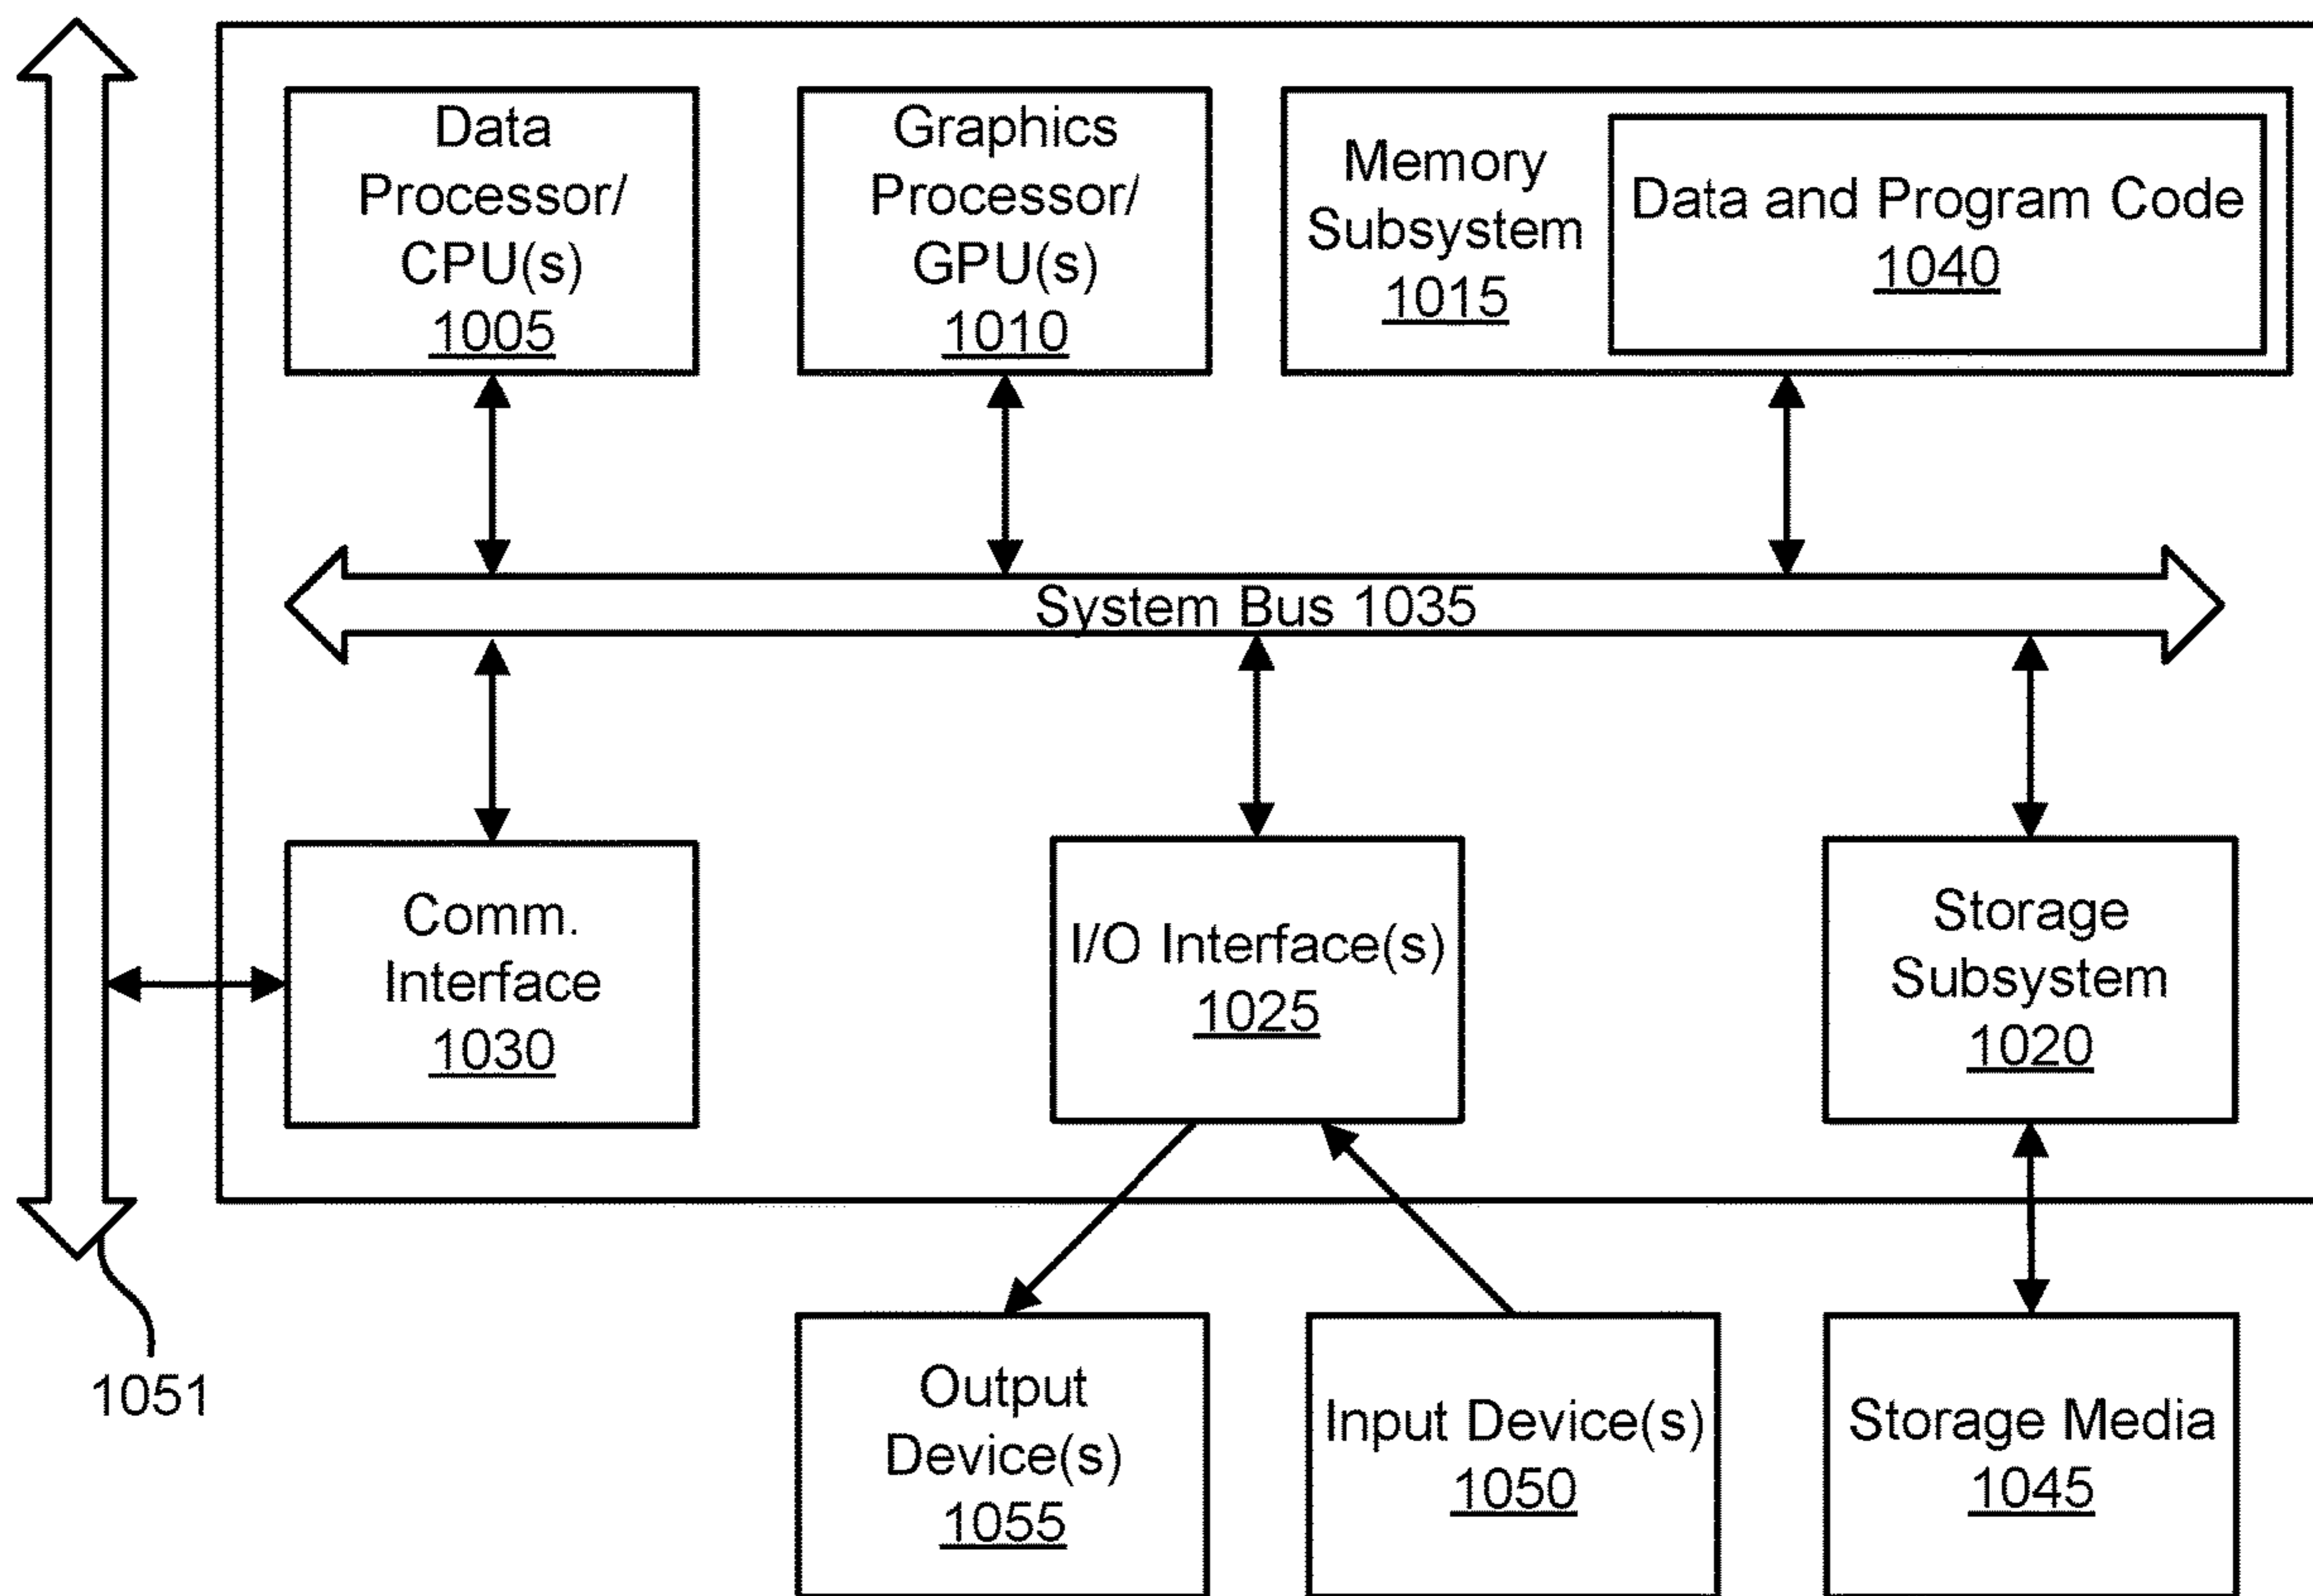 Data
Processor/
CPU(s)
1005
Graphics
Processor/
GPU(s)
1010
Memory
Subsystem
1015
Data and Program Code
1040
System Bus 1035
Comm.
Interface
1030
I/O Interface(s)
1025
Storage
Subsystem
1020
1051
Output
Device(s)
1055
Input Device(s)
1050
Storage Media
1045